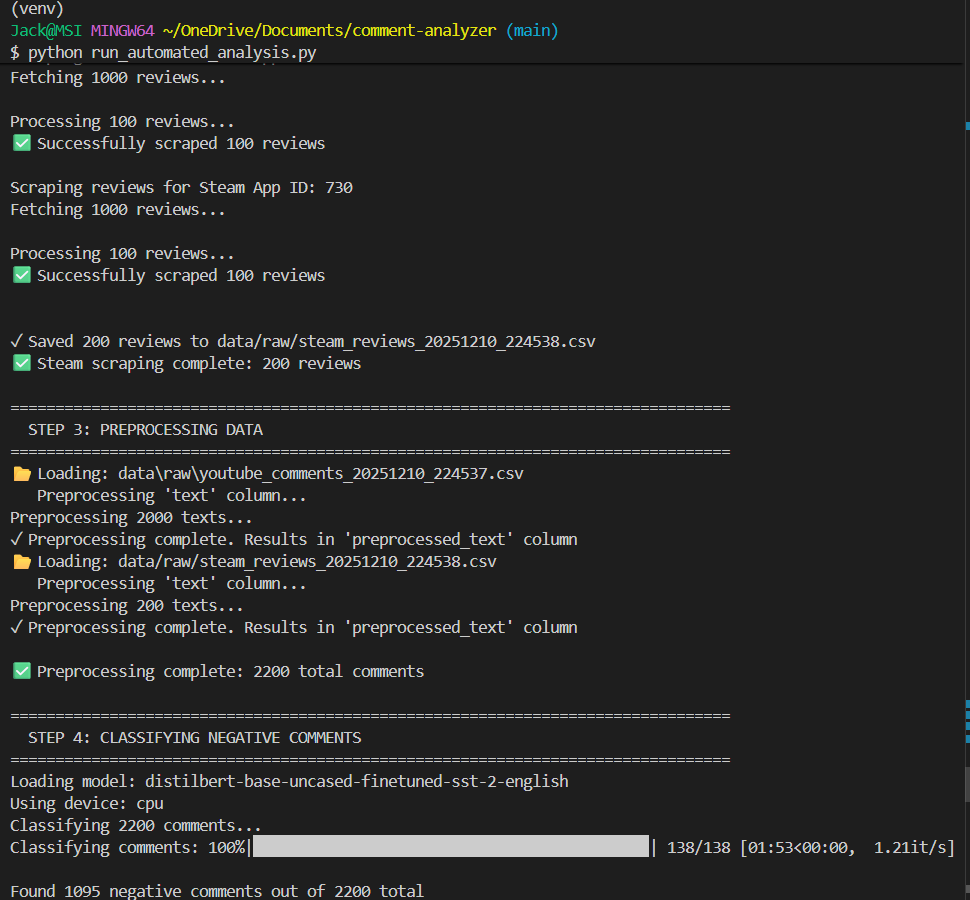 (venv)
Jack@MSI MINGW64 ~/OneDrive/Documents/comment-analyzer (main)
$ python run_automated_analysis.py
Fetching 1000 reviews...
Processing 100 reviews...
✅ Successfully scraped 100 reviews
Scraping reviews for Steam App ID: 730
Fetching 1000 reviews...
Processing 100 reviews...
✅ Successfully scraped 100 reviews
✓ Saved 200 reviews to data/raw/steam_reviews_20251210_224538.csv
✅ Steam scraping complete: 200 reviews
================================================================================
STEP 3: PREPROCESSING DATA
================================================================================
📂 Loading: data\raw\youtube_comments_20251210_224537.csv
Preprocessing 'text' column...
Preprocessing 2000 texts...
✓ Preprocessing complete. Results in 'preprocessed_text' column
📂 Loading: data/raw/steam_reviews_20251210_224538.csv
Preprocessing 'text' column...
Preprocessing 200 texts...
✓ Preprocessing complete. Results in 'preprocessed_text' column
✅ Preprocessing complete: 2200 total comments
================================================================================
STEP 4: CLASSIFYING NEGATIVE COMMENTS
================================================================================
Loading model: distilbert-base-uncased-finetuned-sst-2-english
Using device: cpu
Classifying 2200 comments...
Classifying comments: 100%| | 138/138 [01:53<00:00, 1.21it/s]
Found 1095 negative comments out of 2200 total